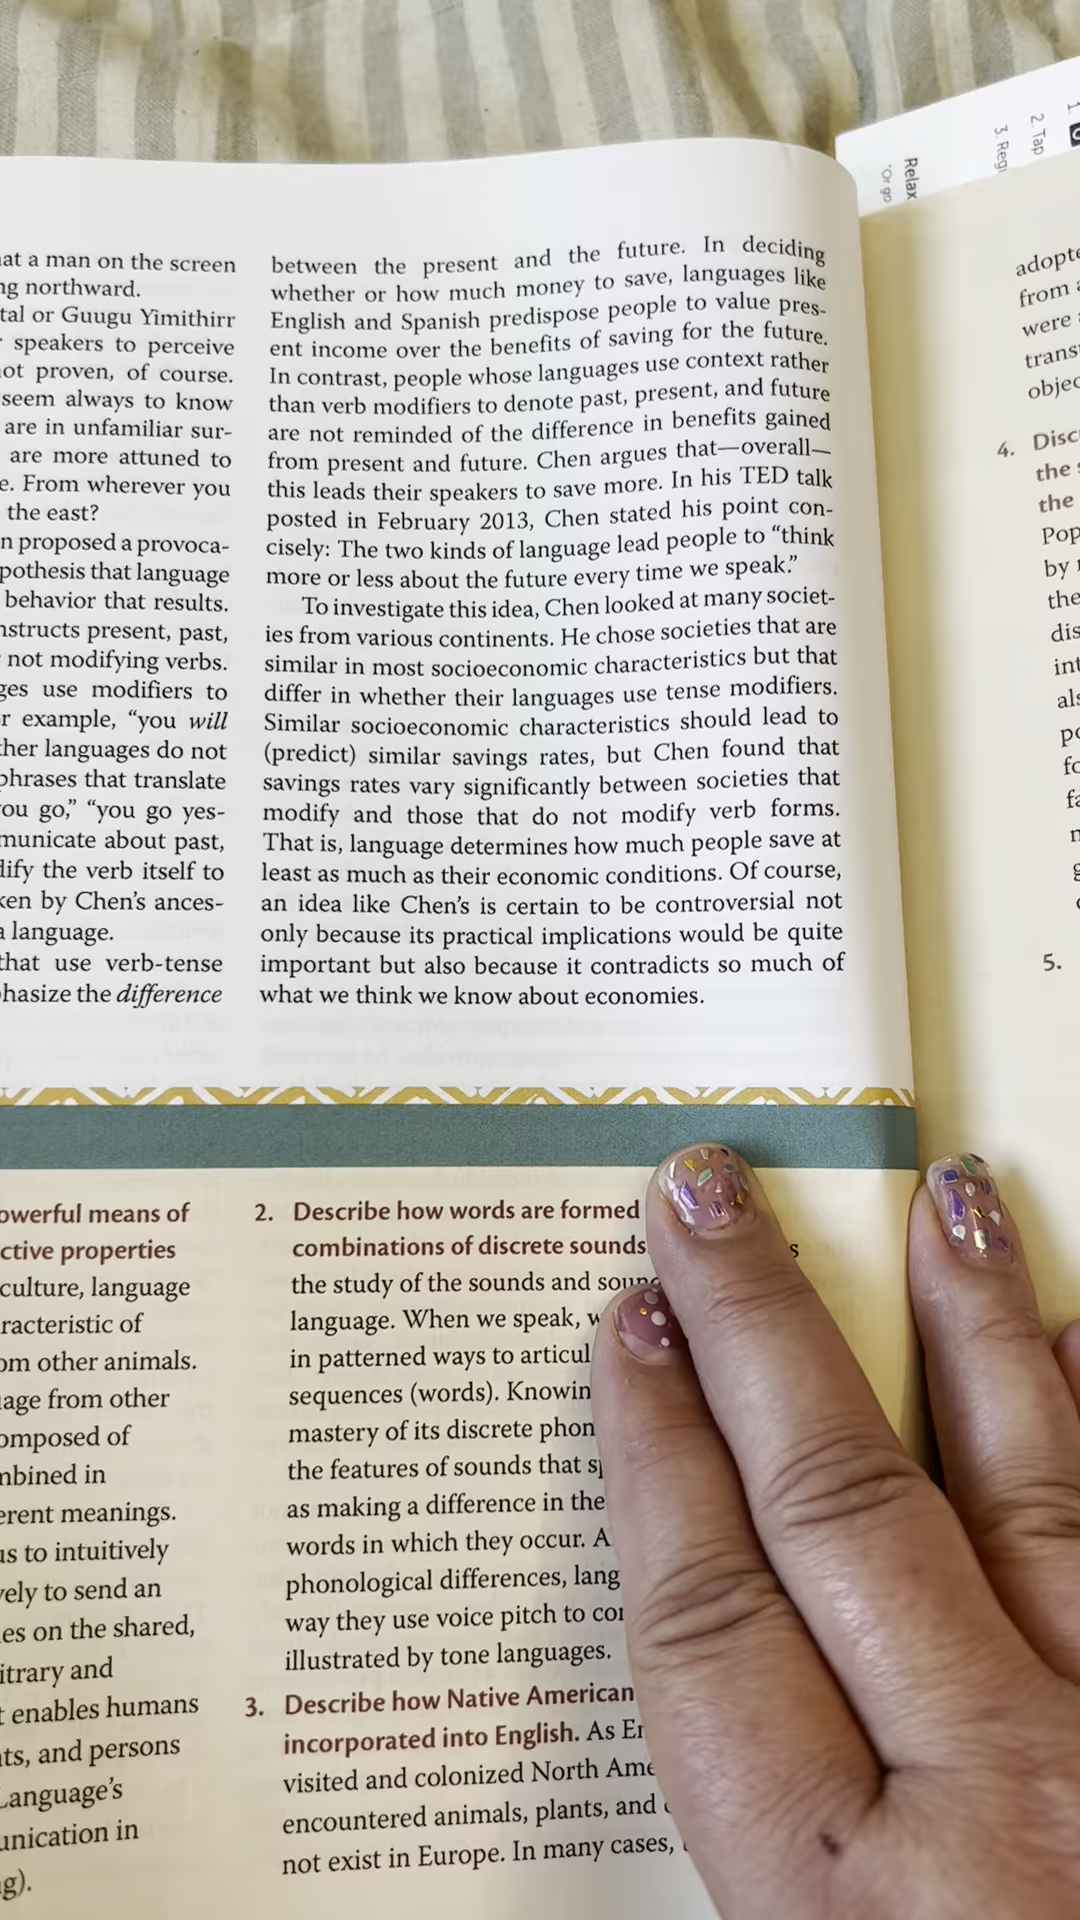 1
2. Tap
3. Regi
Relax
*Or go
at a man on the screen
ng northward.
tal or Guugu Yimithirr
speakers to perceive
ot proven, of course.
seem always to know
are in unfamiliar sur-
are more attuned to
e. From wherever you
the east?
n proposed a provoca-
pothesis that language
behavior that results.
nstructs present, past,
not modifying verbs.
ges use modifiers to
r example, “you will
ther languages do not
phrases that translate
ou go,” “you go yes-
municate about past,
dify the verb itself to
ken by Chen’s ances-
a language.
that use verb-tense
phasize the difference
between the present and the future. In deciding
whether or how much money to save, languages like
English and Spanish predispose people to value pres-
ent income over the benefits of saving for the future.
In contrast, people whose languages use context rather
than verb modifiers to denote past, present, and future
are not reminded of the difference in benefits gained
from present and future. Chen argues that—overall—
this leads their speakers to save more. In his TED talk
posted in February 2013, Chen stated his point con-
cisely: The two kinds of language lead people to “think
more or less about the future every time we speak.”
To investigate this idea, Chen looked at many societ-
ies from various continents. He chose societies that are
similar in most socioeconomic characteristics but that
differ in whether their languages use tense modifiers.
Similar socioeconomic characteristics should lead to
(predict) similar savings rates, but Chen found that
savings rates vary significantly between societies that
modify and those that do not modify verb forms.
That is, language determines how much people save at
least as much as their economic conditions. Of course,
an idea like Chen’s is certain to be controversial not
only because its practical implications would be quite
important but also because it contradicts so much of
what we think we know about economies.
owerful means of
ctive properties
culture, language
racteristic of
om other animals.
uage from other
omposed of
mbined in
erent meanings.
us to intuitively
vely to send an
es on the shared,
itrary and
t enables humans
ts, and persons
Language’s
unication in
g).
2. Describe how words are formed
combinations of discrete sounds. s
the study of the sounds and soun
language. When we speak, w
in patterned ways to articul
sequences (words). Knowin
mastery of its discrete phon
the features of sounds that sp
as making a difference in the
words in which they occur. A
phonological differences, lang
way they use voice pitch to co
illustrated by tone languages.
3. Describe how Native American
incorporated into English. As En
visited and colonized North Ame
encountered animals, plants, and
not exist in Europe. In many cases,
adopte
from a
were
trans
objec
4. Disc
the s
the
Pop
by
the
dis
int
als
po
fo
fa
5.